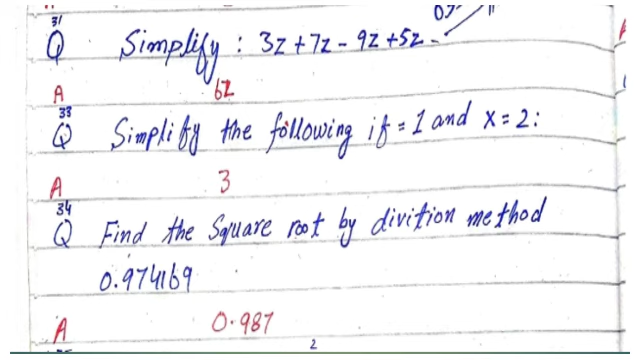 31
Q Simplify : 3z + 7z - 9z + 5z -
A 6z
33
Q Simplify the following if = 1 and x = 2:
A 3
34
Q Find the Square root by divition method
0.974169
A 0.987
2